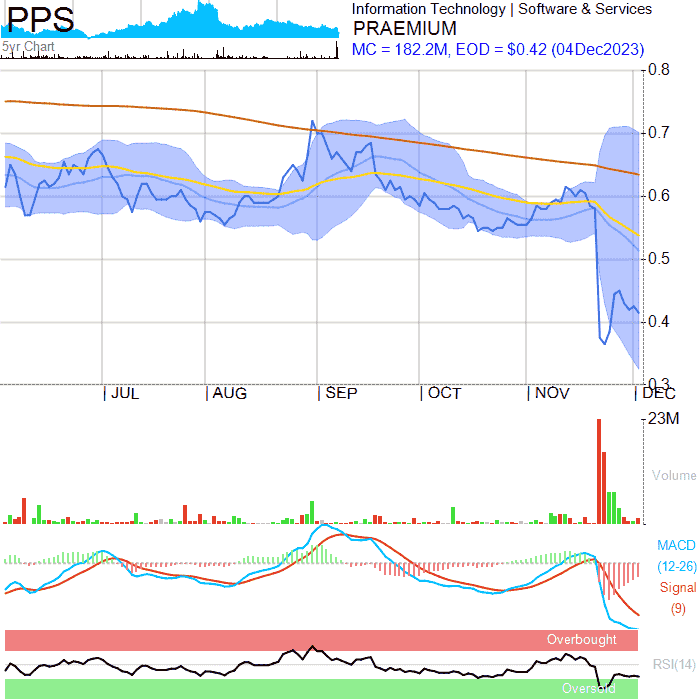 PPS
5yr Chart
Information Technology | Software & Services
PRAEMIUM
MC = 182.2M, EOD = $0.42 (04Dec2023)
0.8
0.7
0.6
0.5
0.4
0.3
JUL
AUG
SEP
OCT
NOV
DEC
23M
Volume
MACD
(12-26)
Signal
(9)
Overbought
RSI(14)
Oversold